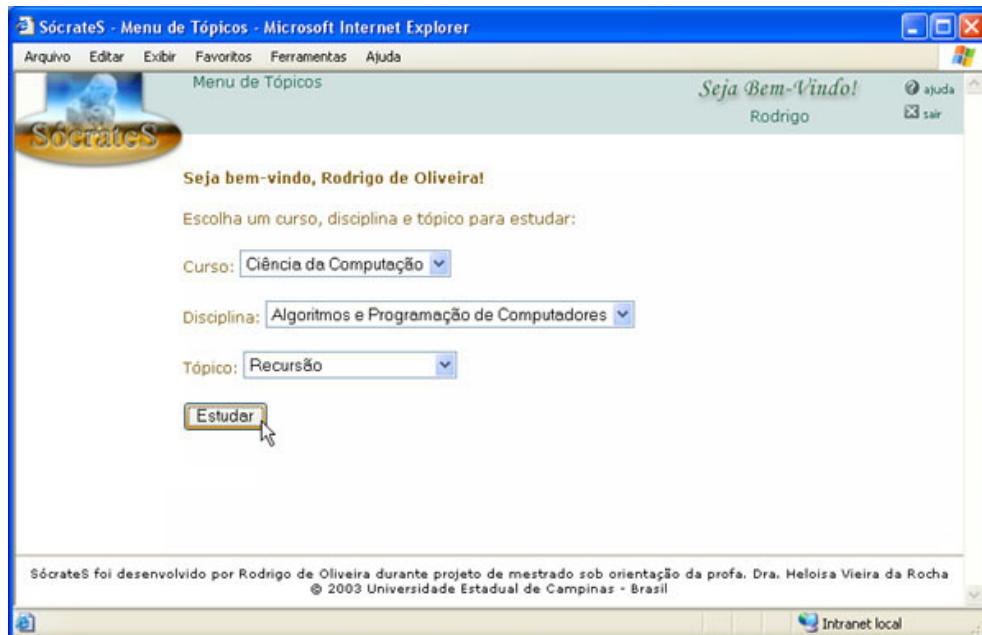 SócrateS - Menu de Tópicos - Microsoft Internet Explorer
Arquivo Editar Exibir Favoritos Ferramentas Ajuda
SócrateS
Menu de Tópicos
Seja Bem-Vindo!
Rodrigo
ajuda
sair
Seja bem-vindo, Rodrigo de Oliveira!
Escolha um curso, disciplina e tópico para estudar:
Curso: Ciência da Computação
Disciplina: Algoritmos e Programação de Computadores
Tópico: Recursão
Estudar
SócrateS foi desenvolvido por Rodrigo de Oliveira durante projeto de mestrado sob orientação da profa. Dra. Heloisa Vieira da Rocha
© 2003 Universidade Estadual de Campinas - Brasil
Intranet local